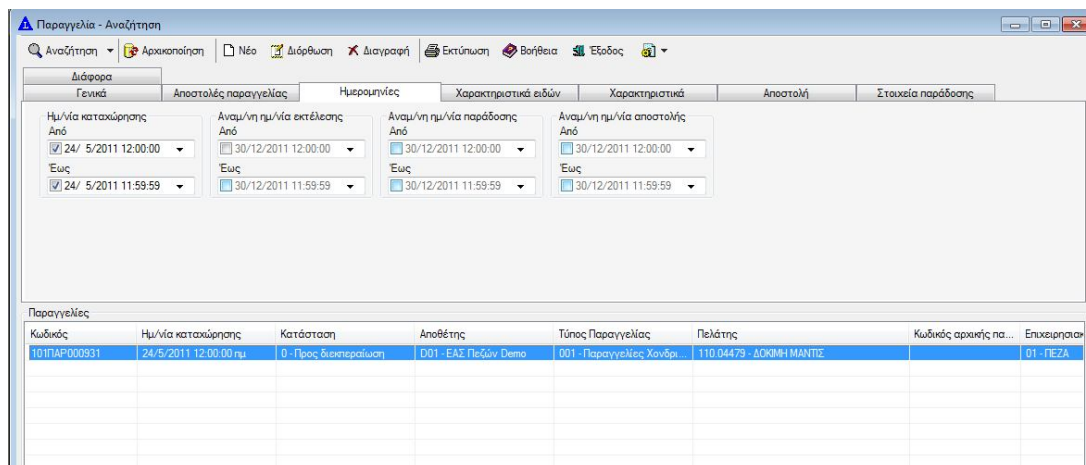 Παραγγελία - Αναζήτηση
Αναζήτηση Αρχικοποίηση Νέο Διόρθωση Διαγραφή Εκτύπωση Βοήθεια Έξοδος
Διάφορα
Γενικά Αποστολές παραγγελίας Ημερομηνίες Χαρακτηριστικά ειδών Χαρακτηριστικά Αποστολή Στοιχεία παράδοσης
Ημ/νία καταχώρησης Αναμ/νη ημ/νία εκτέλεσης Αναμ/νη ημ/νία παράδοσης Αναμ/νη ημ/νία αποστολής
Από Από Από Από
24/ 5/2011 12:00:00 30/12/2011 12:00:00 30/12/2011 12:00:00 30/12/2011 12:00:00
Έως Έως Έως Έως
24/ 5/2011 11:59:59 30/12/2011 11:59:59 30/12/2011 11:59:59 30/12/2011 11:59:59
Παραγγελίες
Κωδικός Ημ/νία καταχώρησης Κατάσταση Αποθέτης Τύπος Παραγγελίας Πελάτης Κωδικός αρχικής πα... Επιχειρησιακ
101ΠΑΡ000931 24/5/2011 12:00:00 πμ 0 - Προς διεκπεραίωση D01 - ΕΑΣ Πεζών Demo 001 - Παραγγελίες Χονδρι... 110.04479 - ΔΟΚΙΜΗ ΜΑΝΤΙΣ 01 - ΠΕΖΑ